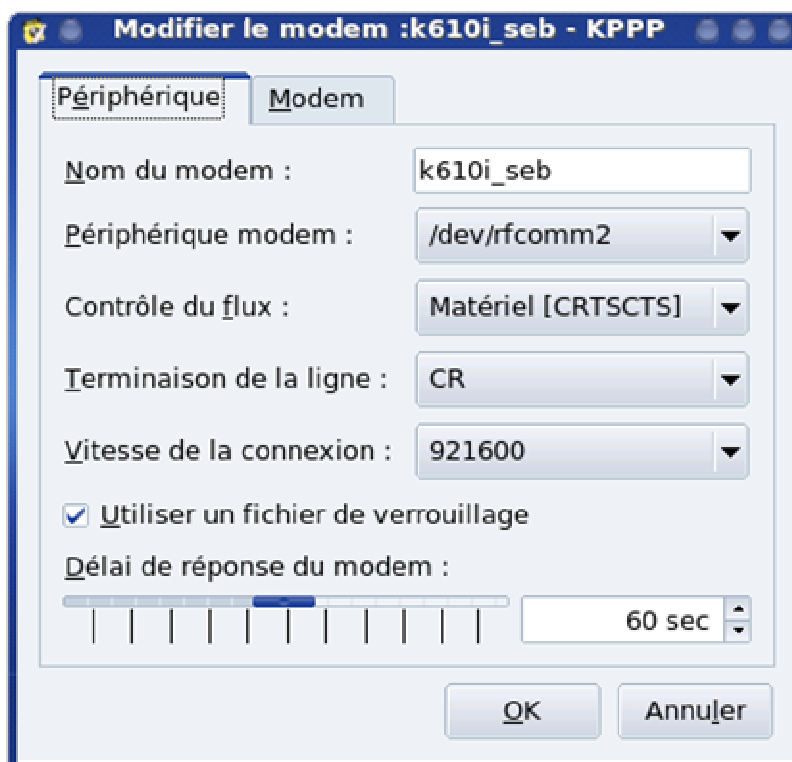 Modifier le modem :k610i_seb - KPPP
Périphérique Modem
Nom du modem : k610i_seb
Périphérique modem : /dev/rfcomm2
Contrôle du flux : Matériel [CRTSCTS]
Terminaison de la ligne : CR
Vitesse de la connexion : 921600
Utiliser un fichier de verrouillage
Délai de réponse du modem :
60 sec
OK Annuler